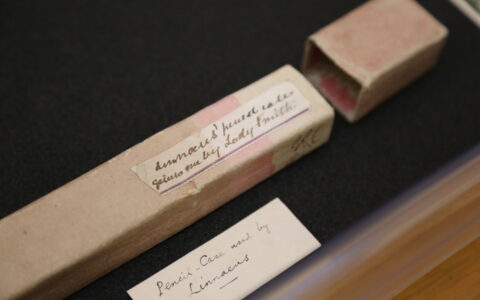 Linnaeus' pencil case
given me by Lady Smith.
Pencil-Case used by
Linnaeus